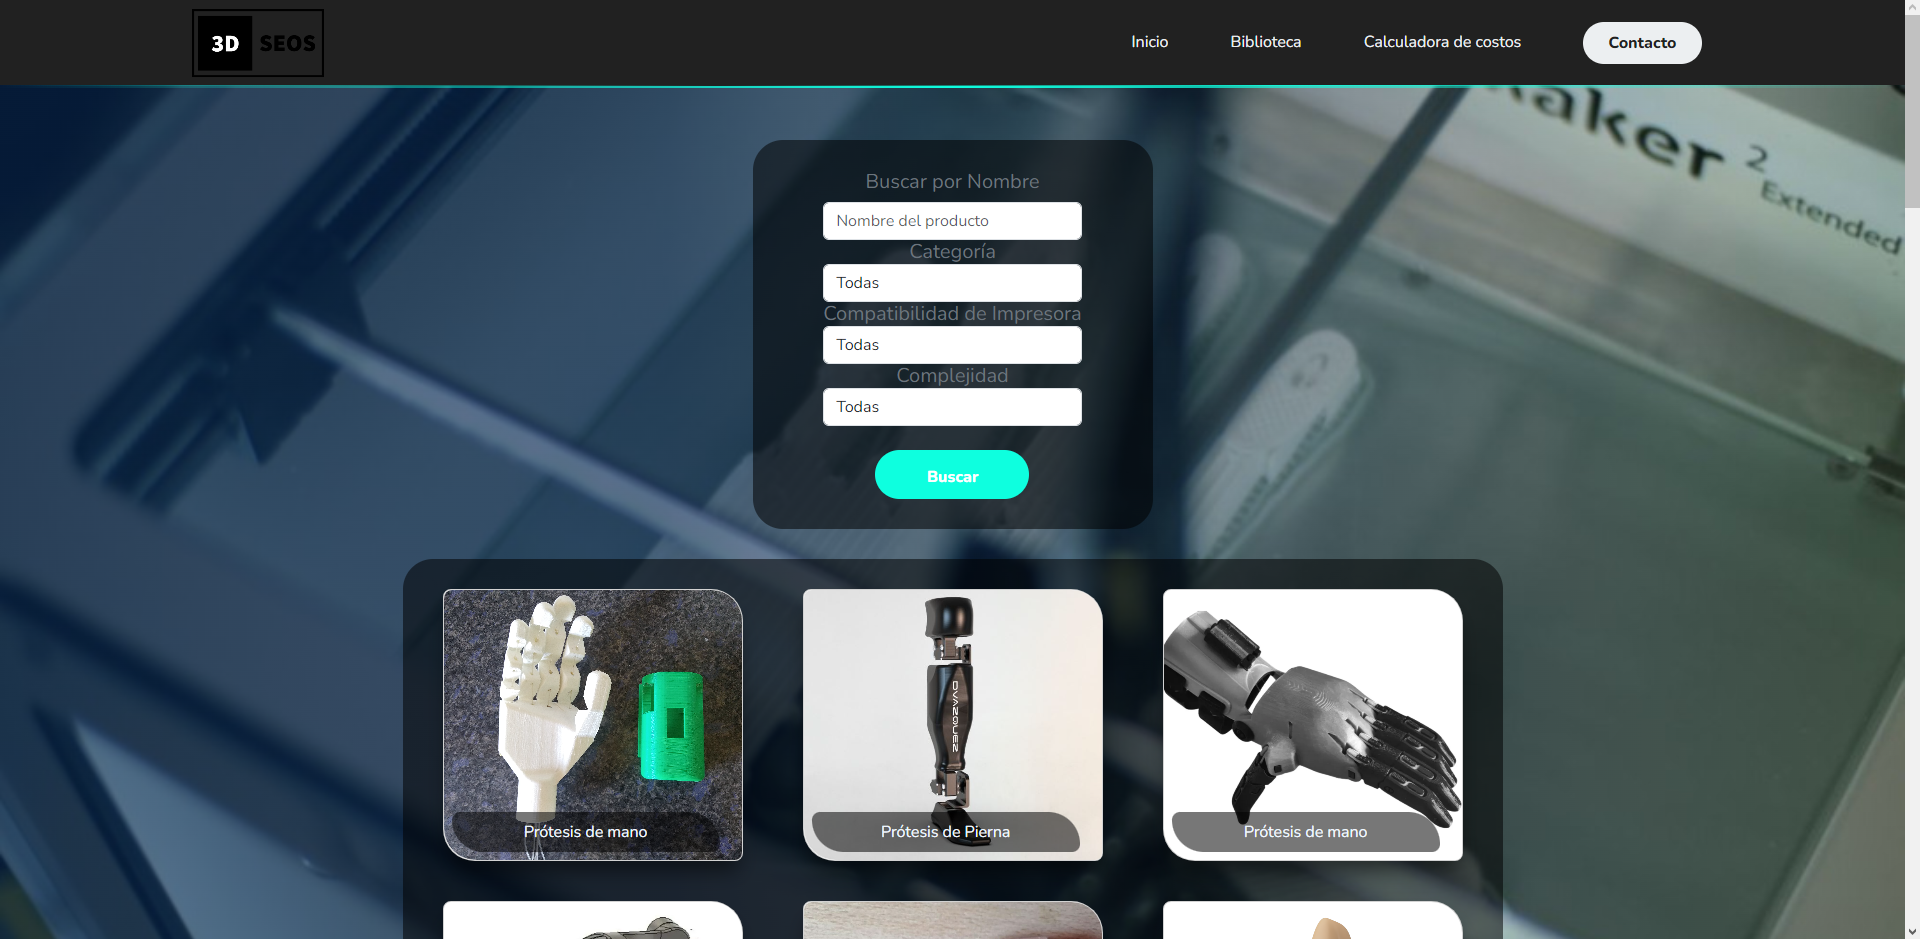 3D SEOS
Inicio
Biblioteca
Calculadora de costos
Contacto
aker 2
Extended
Buscar por Nombre
Nombre del producto
Categoría
Todas
Compatibilidad de Impresora
Todas
Complejidad
Todas
Buscar
DVAZQUEZ
Prótesis de mano
Prótesis de Pierna
Prótesis de mano